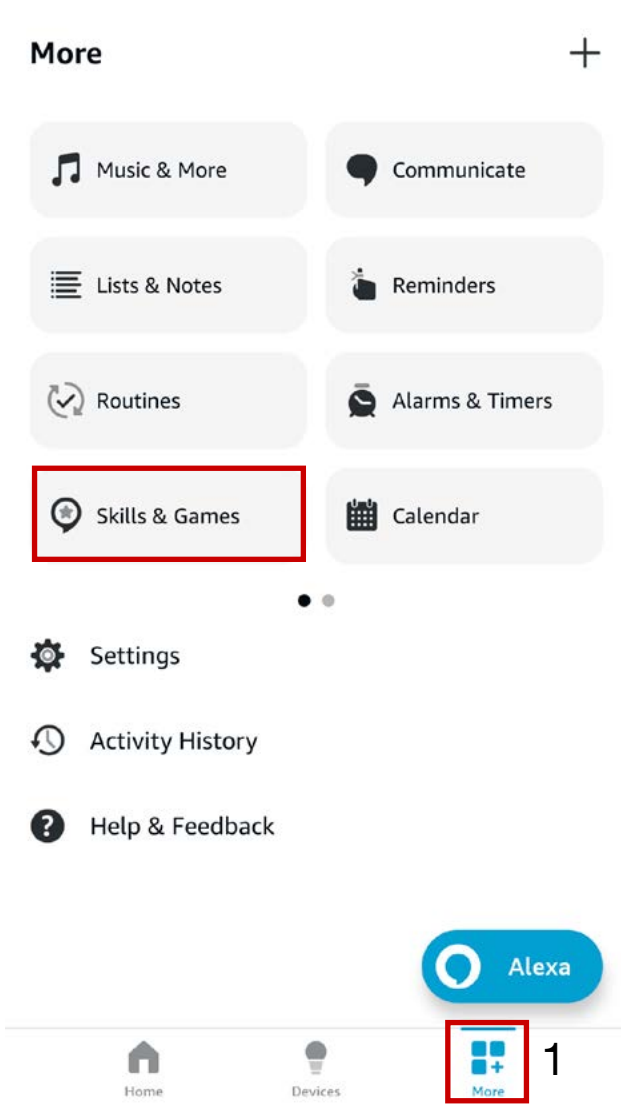 More
Music & More
Communicate
Lists & Notes
Reminders
Routines
Alarms & Timers
Skills & Games
Calendar
Settings
Activity History
Help & Feedback
Alexa
1
Home
Devices
More